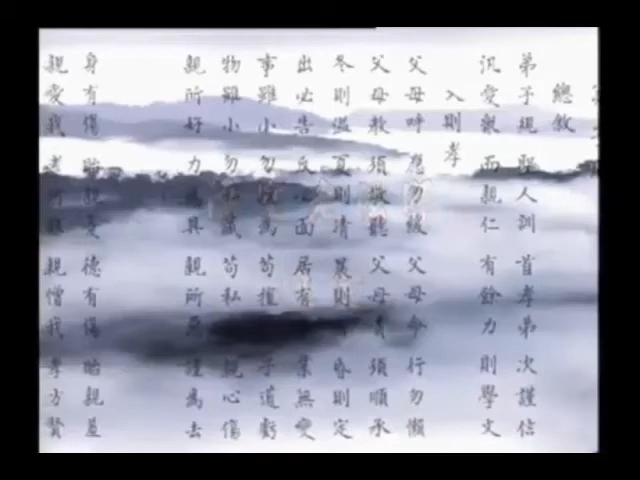 總敘
弟子規 聖人訓 首孝弟 次謹信
汎愛眾 而親仁 有餘力 則學文
入則孝
父母呼 應勿緩 父母命 行勿懶
父母教 須敬聽 父母責 須順承
冬則溫 夏則凊 晨則 昏則定
出必告 反必面 居有 業無變
事雖小 勿擅為 苟擅 子道虧
物雖小 勿私藏 苟私 親心傷
親所好 力為具 親所惡 謹為去
身有傷 貽親憂 德有傷 貽親羞
親愛我 孝何難 親憎我 孝方賢